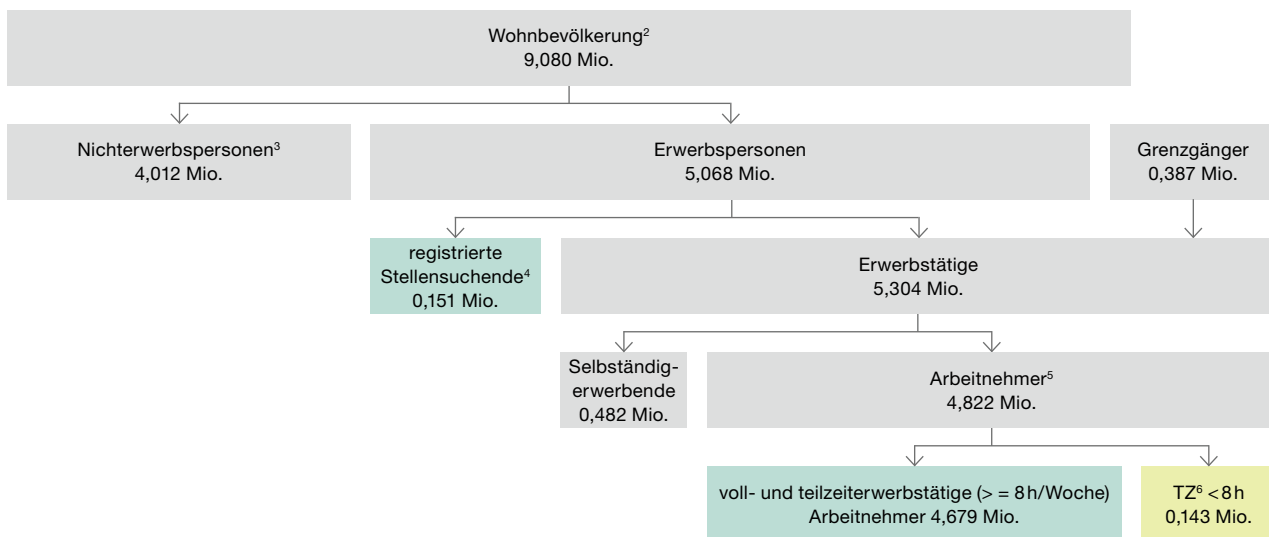 Wohnbevölkerung²
9,080 Mio.
Nichterwerbspersonen³
4,012 Mio.
Erwerbspersonen
5,068 Mio.
Grenzgänger
0,387 Mio.
registrierte
Stellensuchende⁴
0,151 Mio.
Erwerbstätige
5,304 Mio.
Selbständig-
erwerbende
0,482 Mio.
Arbeitnehmer⁵
4,822 Mio.
voll- und teilzeiterwerbstätige (> = 8 h/Woche)
Arbeitnehmer 4,679 Mio.
TZ⁶ < 8 h
0,143 Mio.